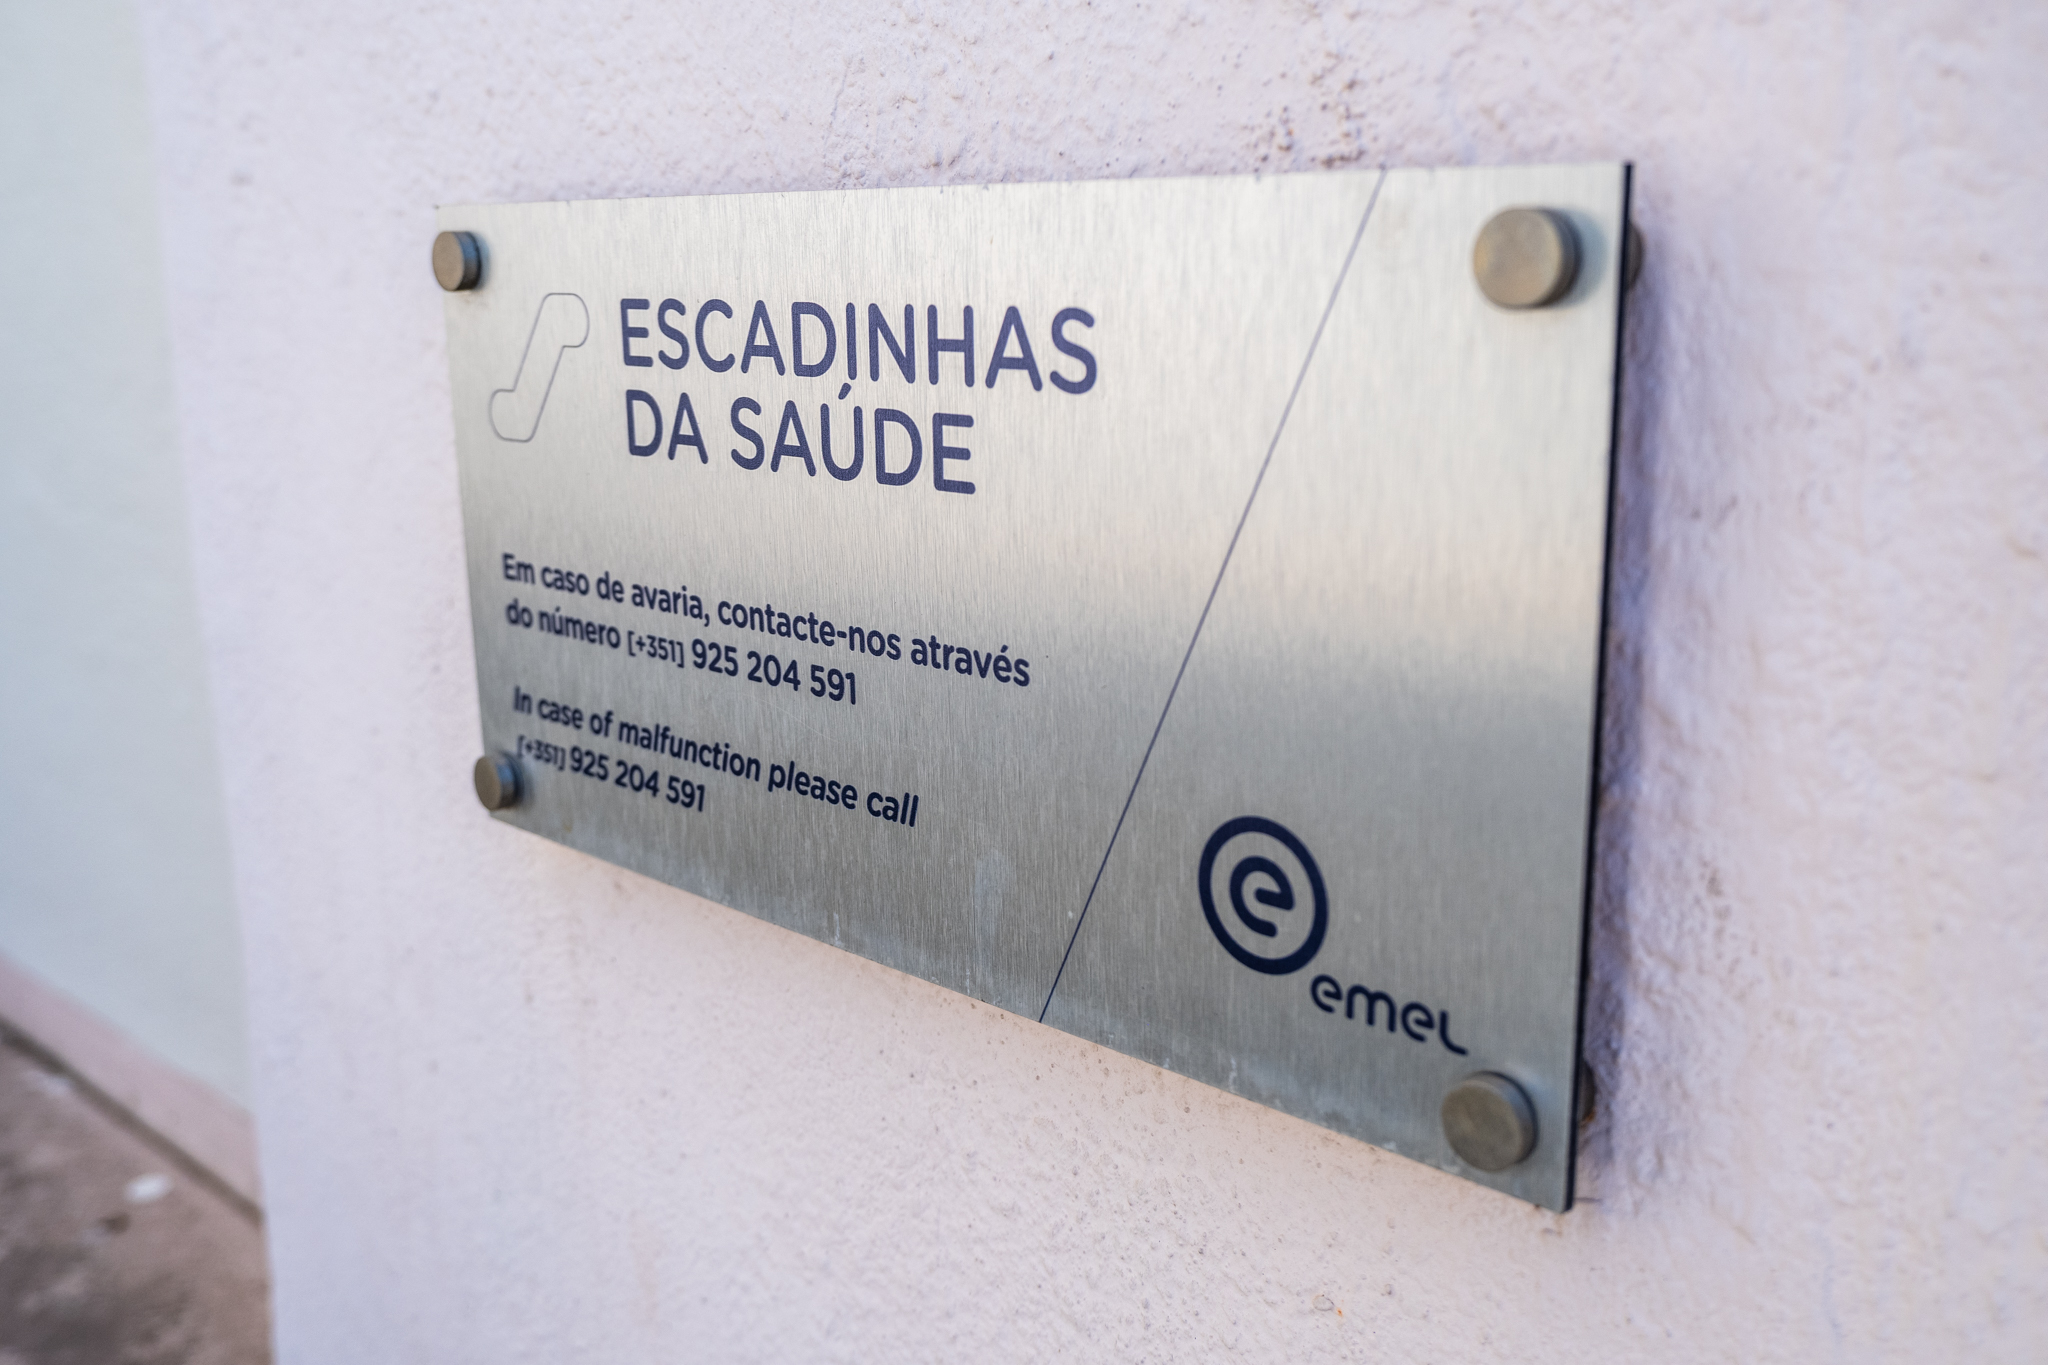 ESCADINHAS
DA SAÚDE
Em caso de avaria, contacte-nos através
do número [+351] 925 204 591
In case of malfunction please call
[+351] 925 204 591
e
emel